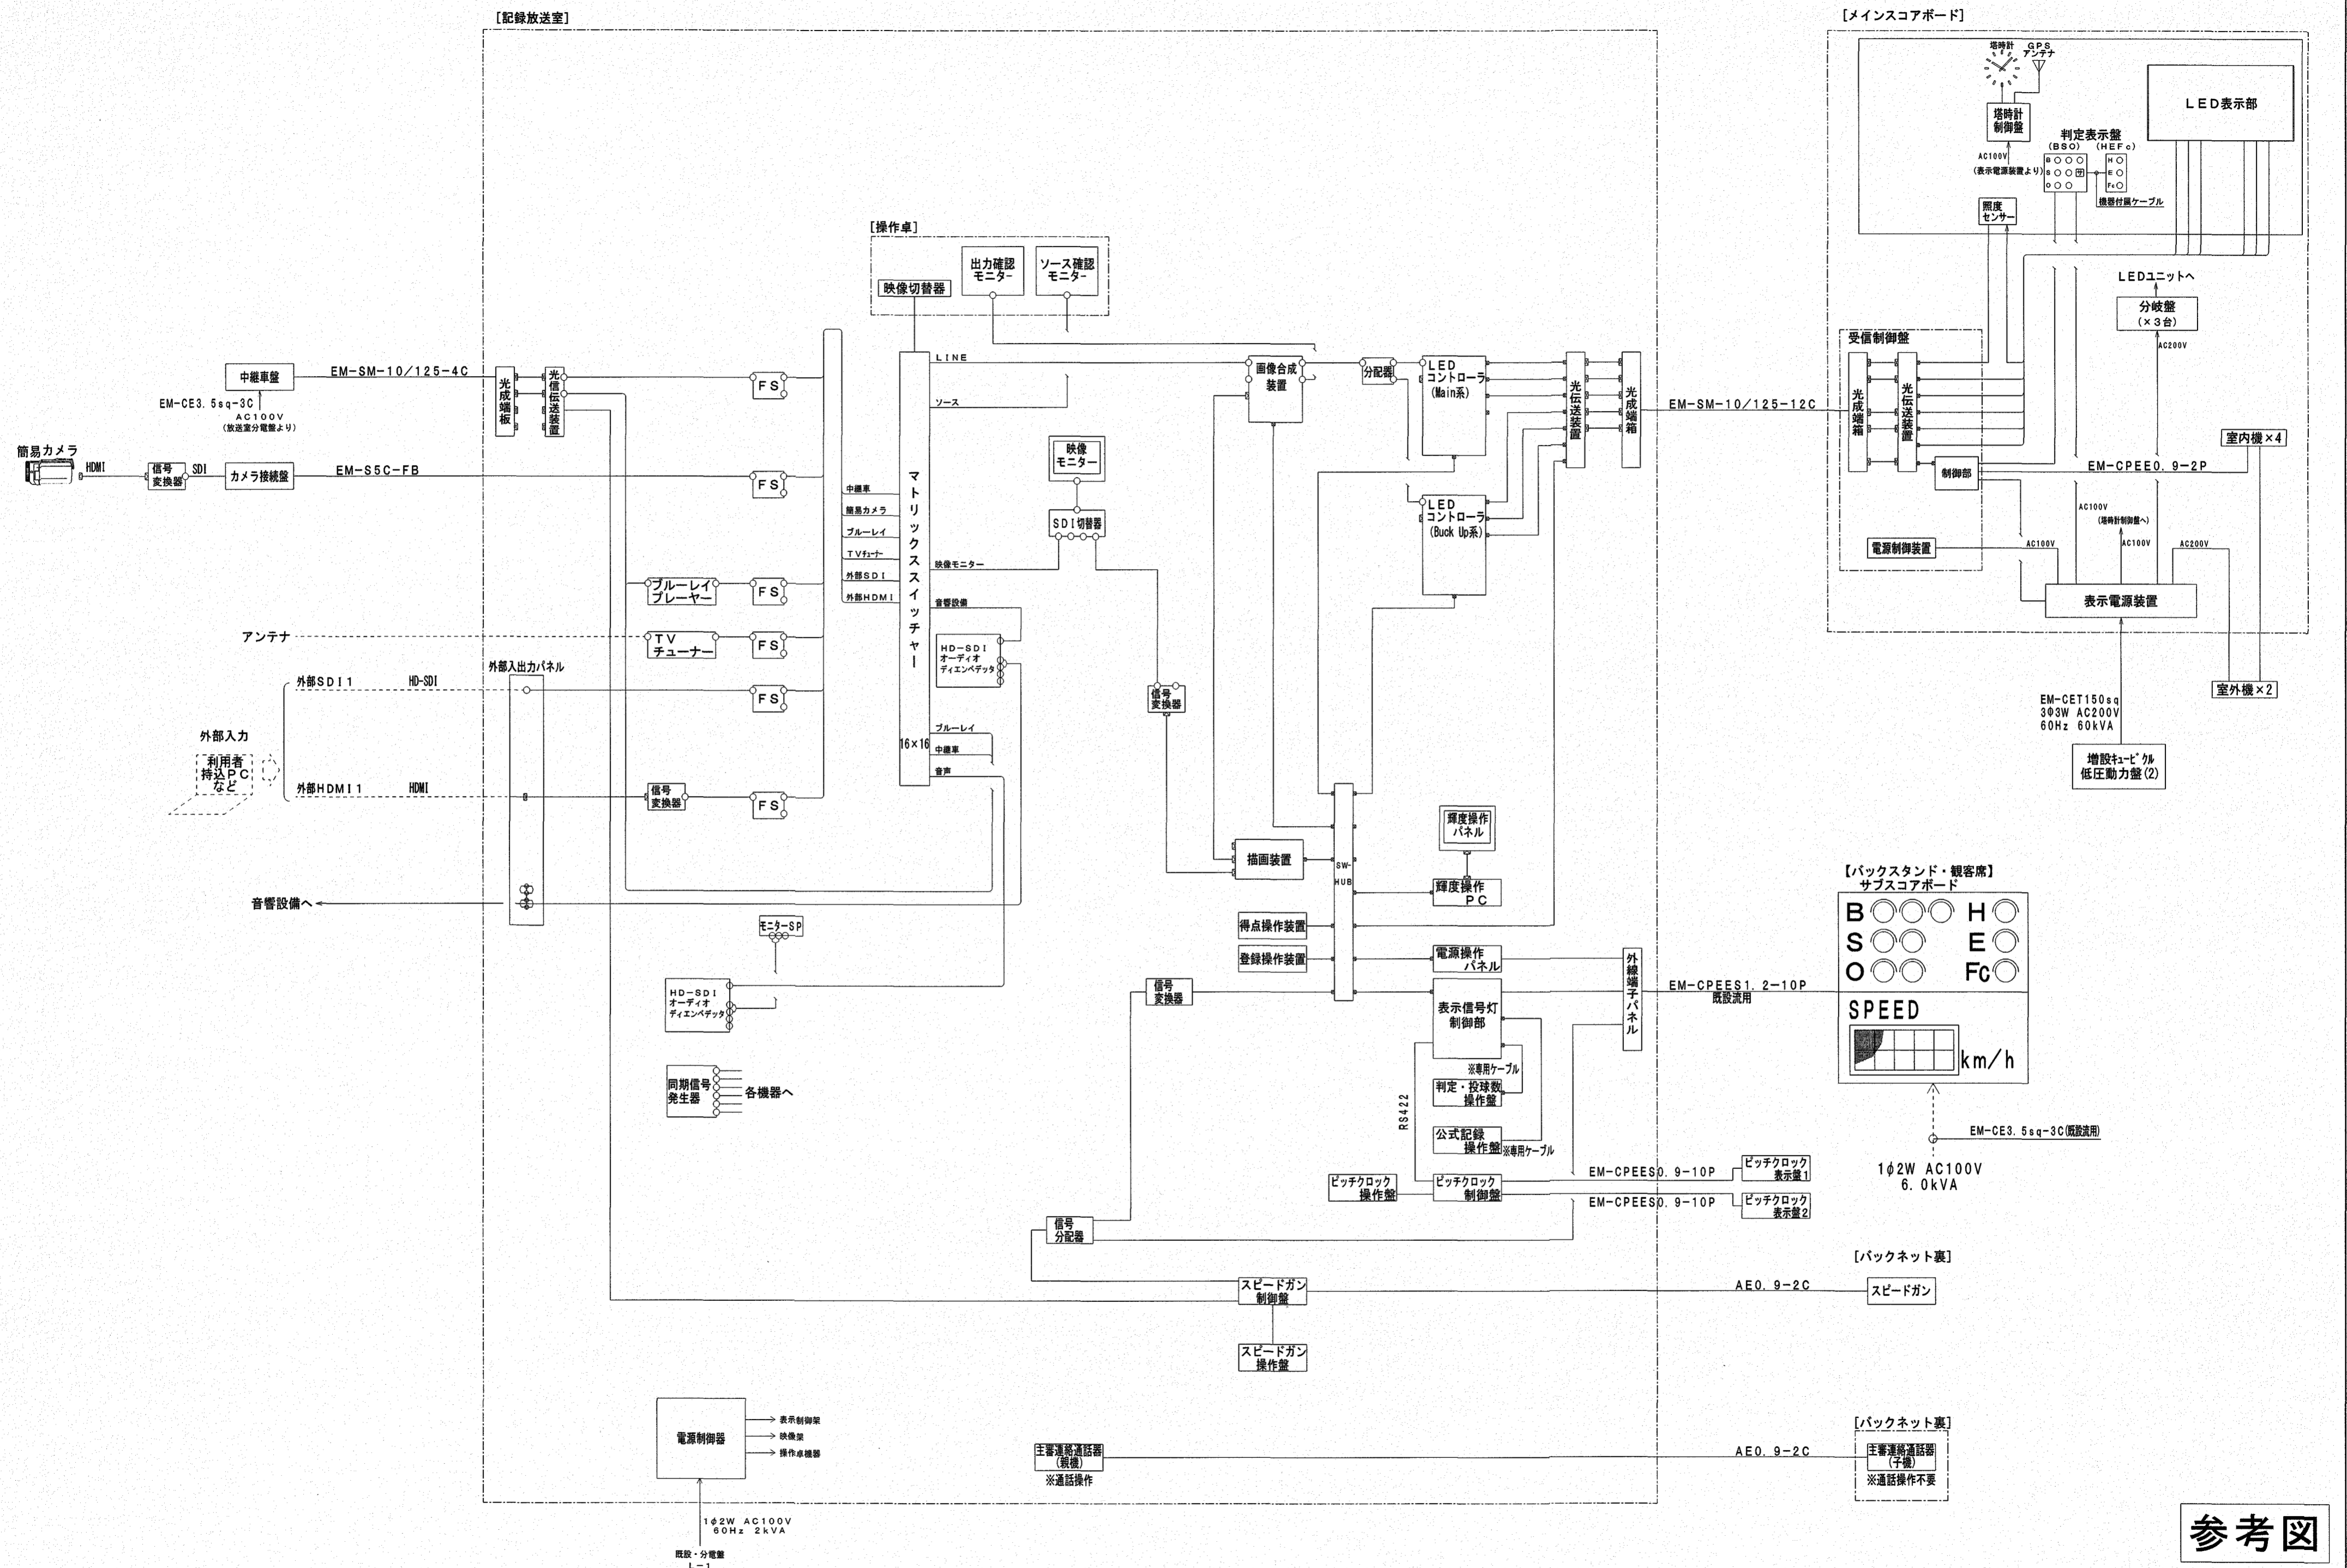 [記録放送室]
[メインスコアボード]
塔時計
GPS
アンテナ
塔時計
制御盤
AC100V
(表示電源装置より)
判定表示盤
(BSO)
(HEFc)
B
S
サ
O
H
E
Fc
機器付属ケーブル
LED表示部
照度
センサー
LEDユニットへ
分岐盤
(×3台)
AC200V
受信制御盤
光成端箱
光伝送装置
制御部
EM-CPEE0.9-2P
室内機×4
AC100V
(塔時計制御盤へ)
電源制御装置
AC100V
AC100V
AC200V
表示電源装置
室外機×2
EM-CET150sq
3Φ3W AC200V
60Hz 60kVA
増設キュービクル
低圧動力盤(2)
[操作卓]
映像切替器
出力確認
モニター
ソース確認
モニター
中継車盤
EM-SM-10/125-4C
EM-CE3.5sq-3C
AC100V
(放送室分電盤より)
光成端板
光信伝送装置
FS
簡易カメラ
HDMI
信号
変換器
SDI
カメラ接続盤
EM-S5C-FB
FS
ブルーレイ
プレーヤー
FS
アンテナ
TV
チューナー
FS
外部入出力パネル
外部SDI1
HD-SDI
FS
外部入力
利用者
持込PC
など
外部HDMI1
HDMI
信号
変換器
FS
音響設備へ
中継車
簡易カメラ
ブルーレイ
TVチューナー
外部SDI
外部HDMI
マトリックススイッチャー
16×16
LINE
ソース
映像モニター
音響設備
HD-SDI
オーディオ
ディエンベデッタ
ブルーレイ
中継車
音声
映像
モニター
SDI切替器
信号
変換器
画像合成
装置
分配器
LED
コントローラ
(Main系)
LED
コントローラ
(Buck Up系)
光伝送装置
光成端箱
EM-SM-10/125-12C
描画装置
SW-
HUB
輝度操作
パネル
輝度操作
PC
得点操作装置
登録操作装置
電源操作
パネル
信号
変換器
表示信号灯
制御部
外線端子パネル
EM-CPEES1.2-10P
既設流用
※専用ケーブル
判定・投球数
操作盤
RS422
公式記録
操作盤
※専用ケーブル
ピッチクロック
操作盤
ピッチクロック
制御盤
EM-CPEES0.9-10P
EM-CPEES0.9-10P
ピッチクロック
表示盤1
ピッチクロック
表示盤2
モニターSP
HD-SDI
オーディオ
ディエンベデッタ
同期信号
発生器
各機器へ
信号
分配器
スピードガン
制御盤
スピードガン
操作盤
AE0.9-2C
[バックネット裏]
スピードガン
【バックスタンド・観客席】
サブスコアボード
B
H
S
E
O
Fc
SPEED
km/h
EM-CE3.5sq-3C(既設流用)
1φ2W AC100V
6.0kVA
電源制御器
表示制御架
映像架
操作卓機器
1φ2W AC100V
60Hz 2kVA
既設・分電盤
L-1
主審連絡通話器
(親機)
※通話操作
AE0.9-2C
[バックネット裏]
主審連絡通話器
(子機)
※通話操作不要
参考図